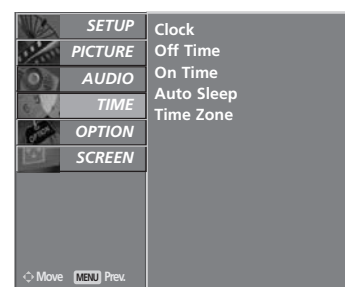 SETUP
PICTURE
AUDIO
TIME
OPTION
SCREEN
Clock
Off Time
On Time
Auto Sleep
Time Zone
Move MENU Prev.